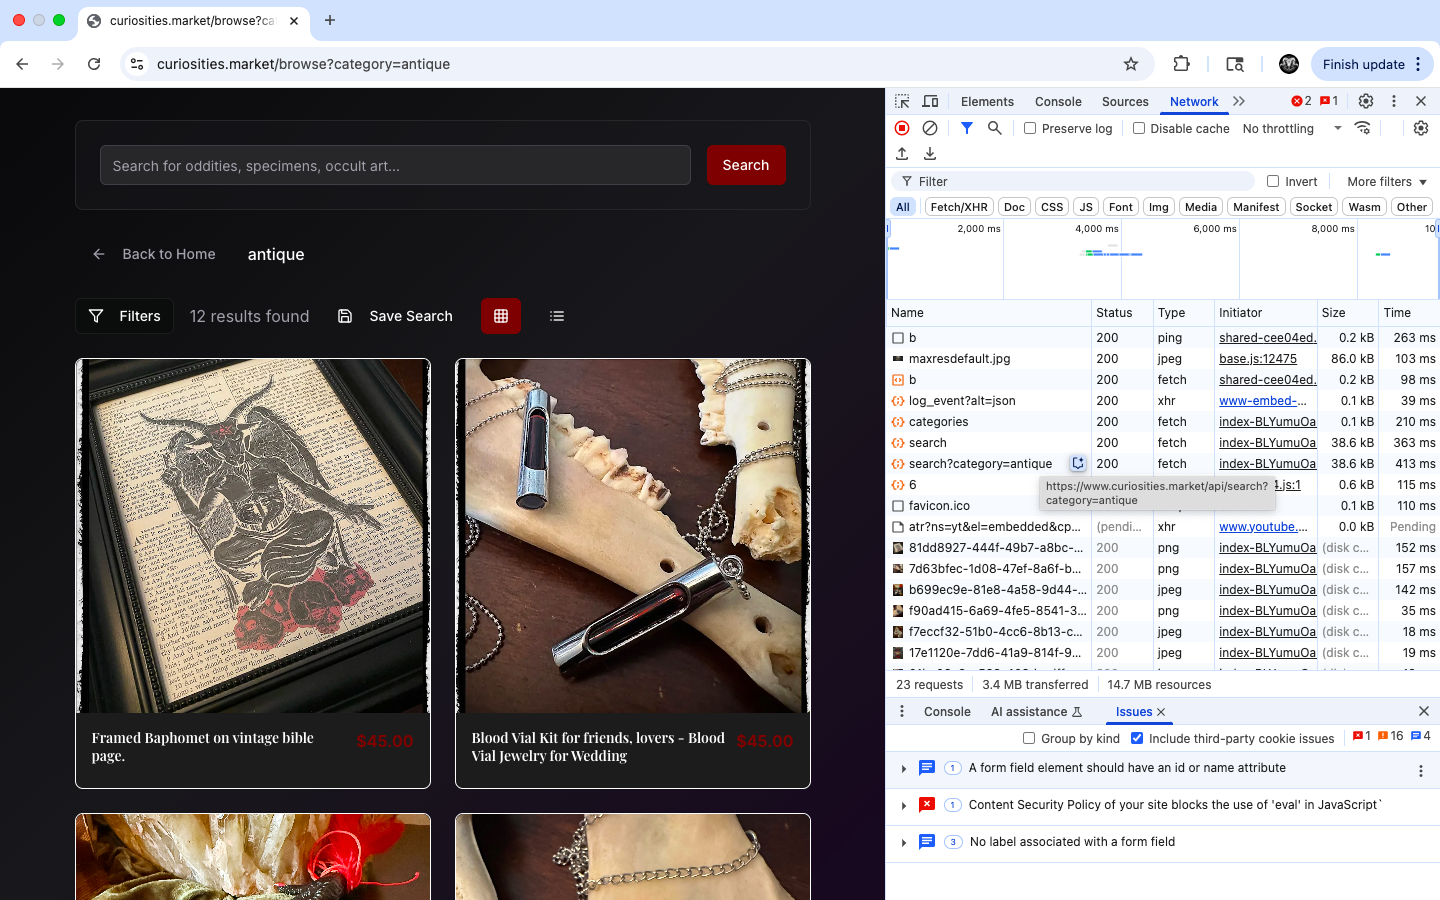 curiosities.market/browse?ca
curiosities.market/browse?category=antique
Finish update
Search for oddities, specimens, occult art...
Search
Back to Home
antique
Filters
12 results found
Save Search
Framed Baphomet on vintage bible
page.
$45.00
Blood Vial Kit for friends, lovers - Blood
Vial Jewelry for Wedding
$45.00
Elements
Console
Sources
Network
2
1
Preserve log
Disable cache
No throttling
Filter
Invert
More filters
All
Fetch/XHR
Doc
CSS
JS
Font
Img
Media
Manifest
Socket
Wasm
Other
2,000 ms
4,000 ms
6,000 ms
8,000 ms
10
Name Status Type Initiator Size Time
b 200 ping shared-cee04ed. 0.2 kB 263 ms
maxresdefault.jpg 200 jpeg base.js:12475 86.0 kB 103 ms
b 200 fetch shared-cee04ed. 0.2 kB 98 ms
log_event?alt=json 200 xhr www-embed-... 0.1 kB 39 ms
categories 200 fetch index-BLYumuOa 0.1 kB 210 ms
search 200 fetch index-BLYumuOa 38.6 kB 363 ms
search?category=antique 200 fetch index-BLYumuOa 38.6 kB 413 ms
6 4.js:1 0.6 kB 115 ms
https://www.curiosities.market/api/search?
category=antique
favicon.ico 0.1 kB 110 ms
atr?ns=yt&el=embedded&cp... (pendi... xhr www.youtube.... 0.0 kB Pending
81dd8927-444f-49b7-a8bc-... 200 png index-BLYumuOa (disk c... 152 ms
7d63bfec-1d08-47ef-8a6f-b... 200 png index-BLYumuOa (disk c... 157 ms
b699ec9e-81e8-4a58-9d44-... 200 jpeg index-BLYumuOa (disk c... 142 ms
f90ad415-6a69-4fe5-8541-3... 200 png index-BLYumuOa (disk c... 35 ms
f7eccf32-51b0-4cc6-8b13-c... 200 jpeg index-BLYumuOa (disk c... 18 ms
17e1120e-7dd6-41a9-814f-9... 200 jpeg index-BLYumuOa (disk c... 19 ms
23 requests
3.4 MB transferred
14.7 MB resources
Console
AI assistance
Issues
Group by kind
Include third-party cookie issues
1
16
4
1 A form field element should have an id or name attribute
1 Content Security Policy of your site blocks the use of 'eval' in JavaScript`
3 No label associated with a form field